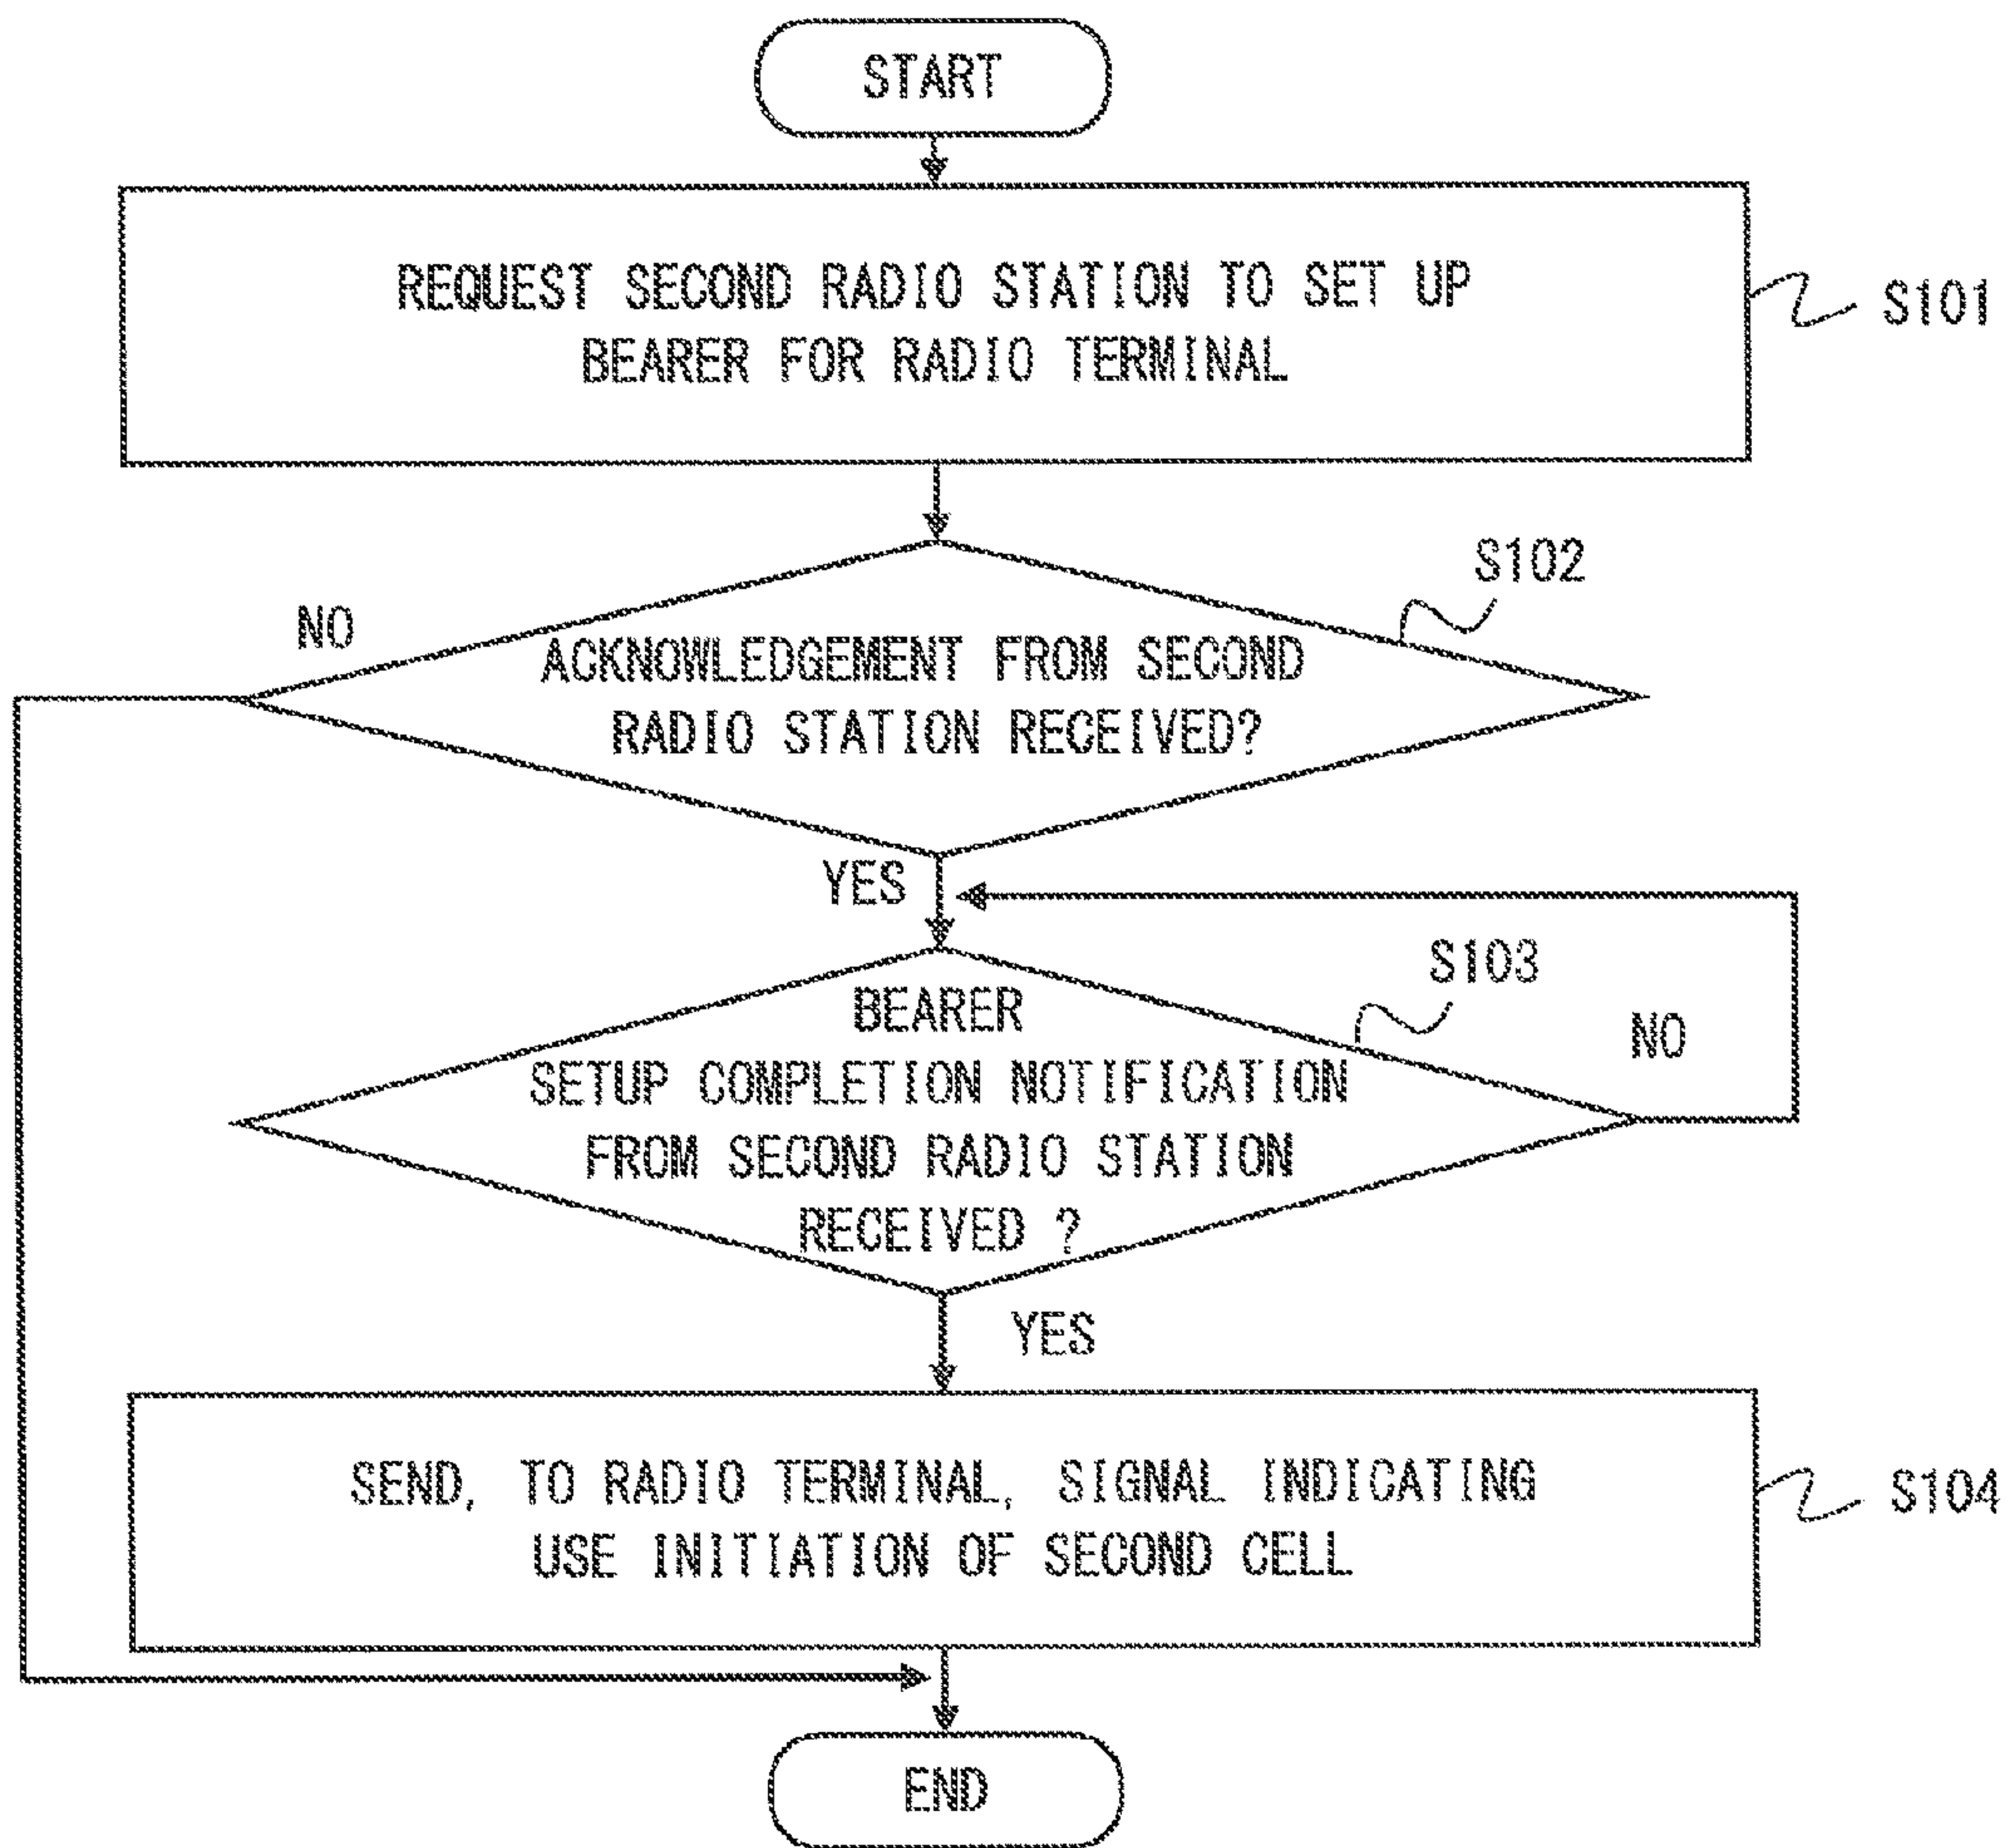 START
REQUEST SECOND RADIO STATION TO SET UP
BEARER FOR RADIO TERMINAL
S101
S102
NO
ACKNOWLEDGEMENT FROM SECOND
RADIO STATION RECEIVED?
YES
S103
BEARER
NO
SETUP COMPLETION NOTIFICATION
FROM SECOND RADIO STATION
RECEIVED ?
YES
SEND, TO RADIO TERMINAL, SIGNAL INDICATING
USE INITIATION OF SECOND CELL
S104
END